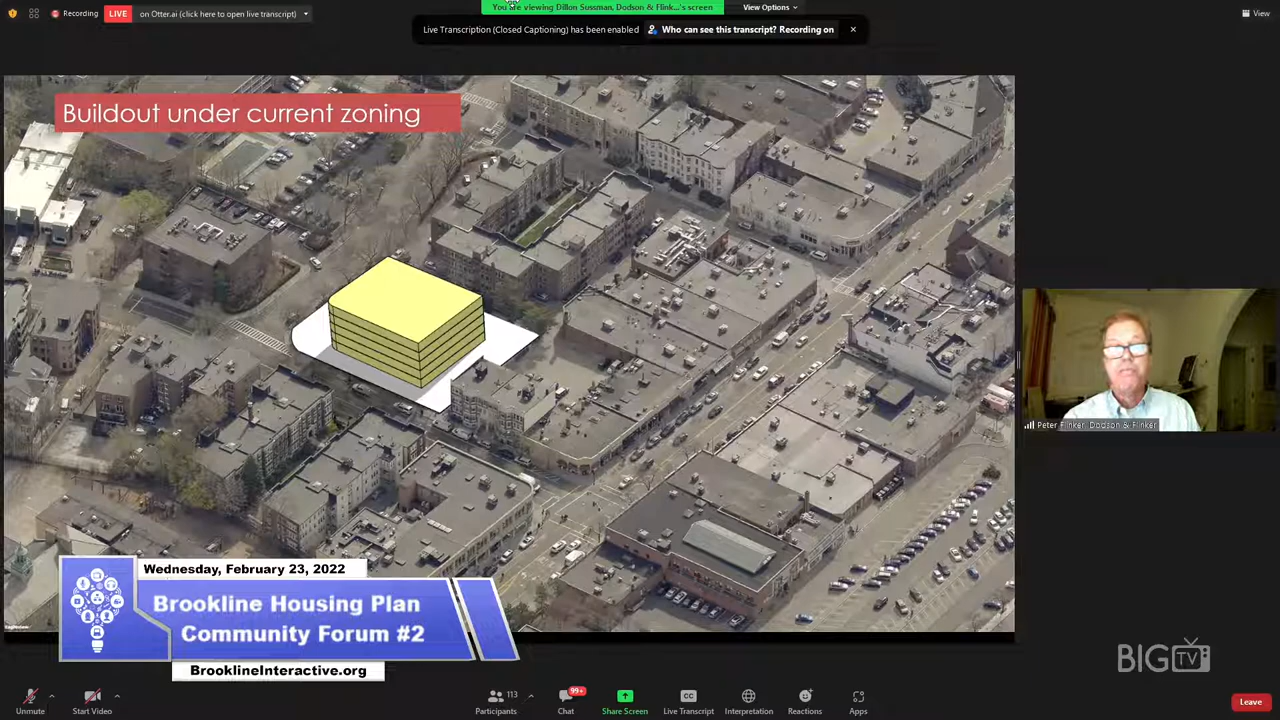 You are viewing Dillon Sussman, Dodson & Flink...'s screen
View Options
Recording
LIVE
on Otter.ai (click here to open live transcript)
View
Live Transcription (Closed Captioning) has been enabled
Who can see this transcript? Recording on
Buildout under current zoning
Peter Flinker, Dodson & Flinker
Wednesday, February 23, 2022
Brookline Housing Plan
Community Forum #2
BrooklineInteractive.org
BIG TV
Unmute
Start Video
Participants
113
Chat
99+
Share Screen
CC
Live Transcript
Interpretation
Reactions
Apps
Leave